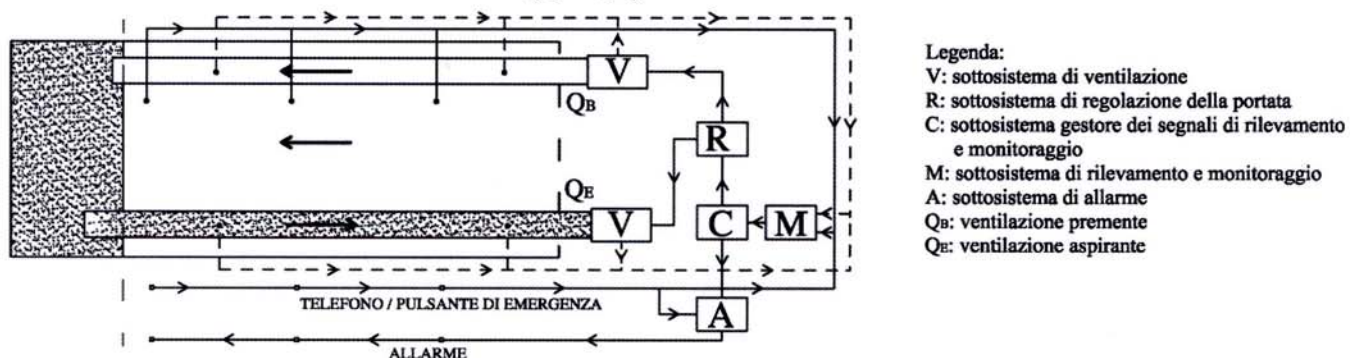 V
Legenda:
V: sottosistema di ventilazione
R: sottosistema di regolazione della portata
C: sottosistema gestore dei segnali di rilevamento
e monitoraggio
M: sottosistema di rilevamento e monitoraggio
A: sottosistema di allarme
QB: ventilazione premente
QE: ventilazione aspirante
QB
R
QE
V
C
M
TELEFONO / PULSANTE DI EMERGENZA
A
ALLARME